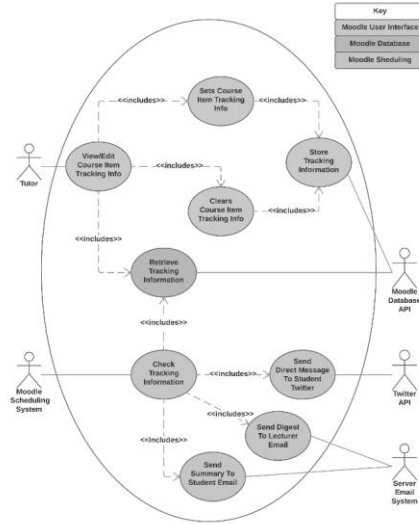 Key
Moodle User Interface
Moodle Database
Moodle Sheduling
Sets Course
Item Tracking
Info
<<includes>>
<<includes>>
View/Edit
Course Item
Tracking Info
Store
Tracking
Information
Tutor
<<includes>>
Clears
Course Item
Tracking Info
<<includes>>
<<includes>>
Retrieve
Tracking
Information
Moodle
Database
API
<<includes>>
Check
Tracking
Information
<<includes>>
Send
Direct Message
To Student
Twitter
Moodle
Scheduling
System
Twitter
API
<<includes>>
Send Digest
To Lecturer
Email
<<includes>>
Send
Summary To
Student Email
Server
Email
System